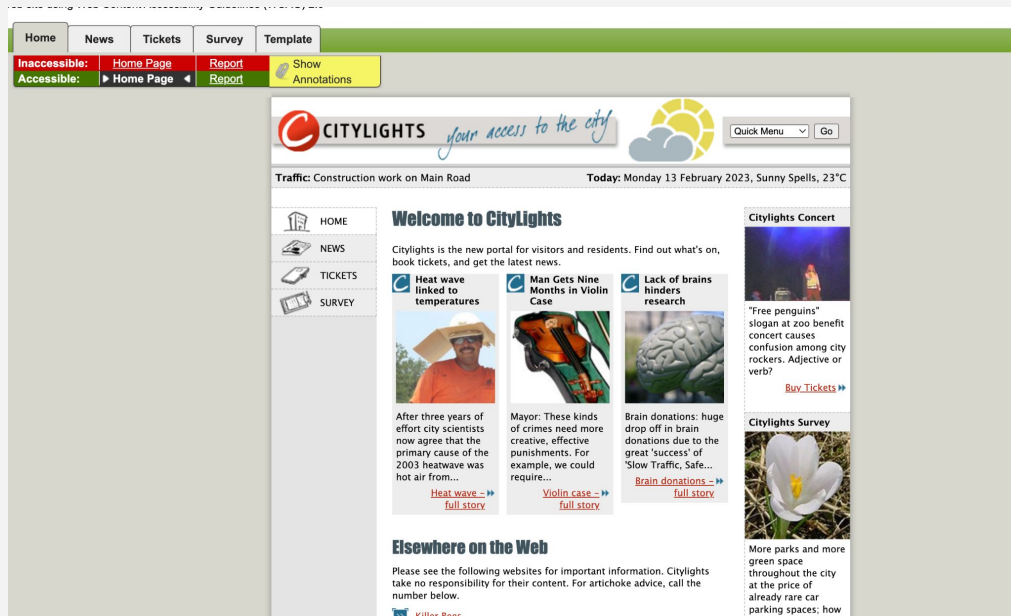 Home News Tickets Survey Template
Inaccessible: Home Page Report
Accessible: Home Page Report
Show
Annotations
CITYLIGHTS your access to the city
Quick Menu Go
Traffic: Construction work on Main Road
Today: Monday 13 February 2023, Sunny Spells, 23°C
HOME
NEWS
TICKETS
SURVEY
Welcome to CityLights
Citylights is the new portal for visitors and residents. Find out what's on,
book tickets, and get the latest news.
Heat wave
linked to
temperatures
After three years of
effort city scientists
now agree that the
primary cause of the
2003 heatwave was
hot air from...
Heat wave –
full story
Man Gets Nine
Months in Violin
Case
Mayor: These kinds
of crimes need more
creative, effective
punishments. For
example, we could
require...
Violin case –
full story
Lack of brains
hinders
research
Brain donations: huge
drop off in brain
donations due to the
great 'success' of
'Slow Traffic, Safe...
Brain donations –
full story
Elsewhere on the Web
Please see the following websites for important information. Citylights
take no responsibility for their content. For artichoke advice, call the
number below.
Killer Bees
Citylights Concert
"Free penguins"
slogan at zoo benefit
concert causes
confusion among city
rockers. Adjective or
verb?
Buy Tickets
Citylights Survey
More parks and more
green space
throughout the city
at the price of
already rare car
parking spaces; how